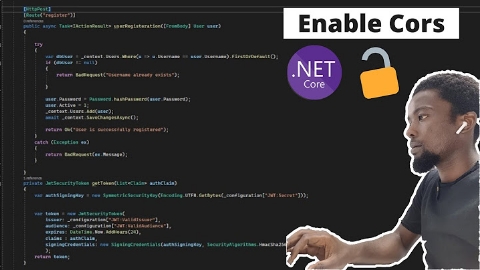 Enable Cors
.NET
Core
[HttpPost]
[Route("register")]
public async Task<IActionResult> userRegisteration([FromBody] User user)
{
try
{
var dbUser = _context.Users.Where(u => u.Username == user.Username).FirstOrDefault();
if (dbUser != null)
{
return BadRequest("Username already exists");
}
user.Password = Password.hashPassword(user.Password);
user.Active = 1;
_context.Users.Add(user);
await _context.SaveChangesAsync();
return Ok("User is successfully registered");
}
catch (Exception ex)
{
return BadRequest(ex.Message);
}
}
private JwtSecurityToken getToken(List<Claim> authClaim)
{
var authSigningKey = new SymmetricSecurityKey(Encoding.UTF8.GetBytes(_configuration["JWT:Secret"]));
var token = new JwtSecurityToken(
issuer: _configuration["JWT:ValidIssuer"],
audience: _configuration["JWT:ValidAudience"],
expires: DateTime.Now.AddHours(24),
claims : authClaim,
signingCredentials: new SigningCredentials(authSigningKey, SecurityAlgorithms.HmacSha256
return token;